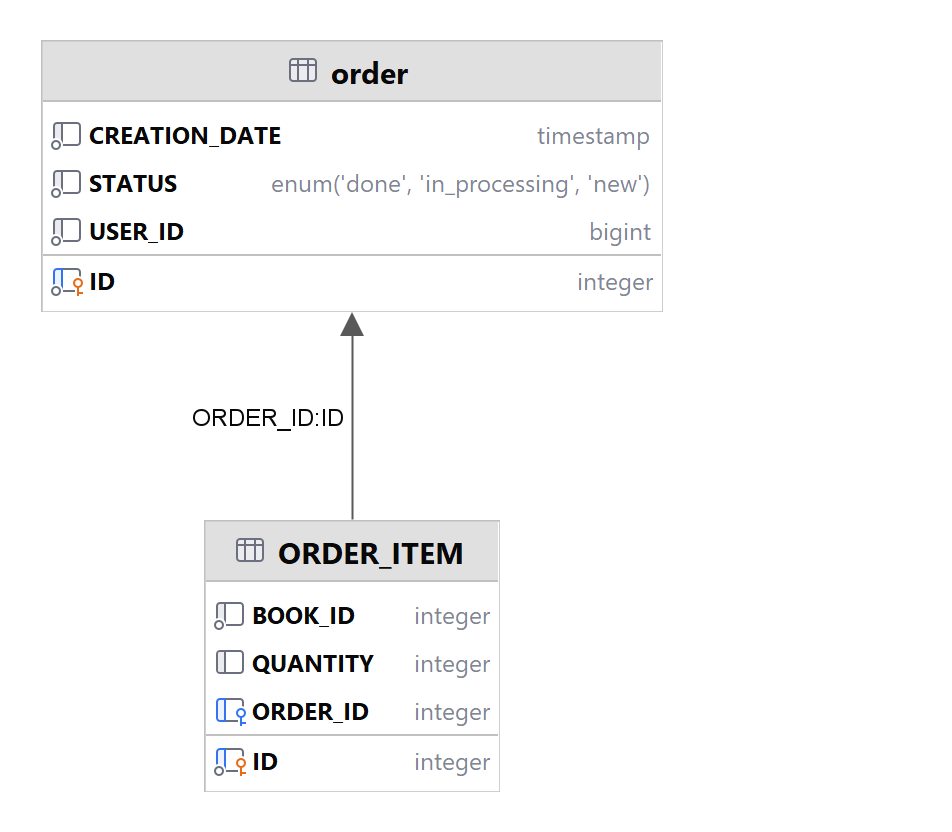 order
CREATION_DATE timestamp
STATUS enum('done', 'in_processing', 'new')
USER_ID bigint
ID integer
ORDER_ID:ID
ORDER_ITEM
BOOK_ID integer
QUANTITY integer
ORDER_ID integer
ID integer